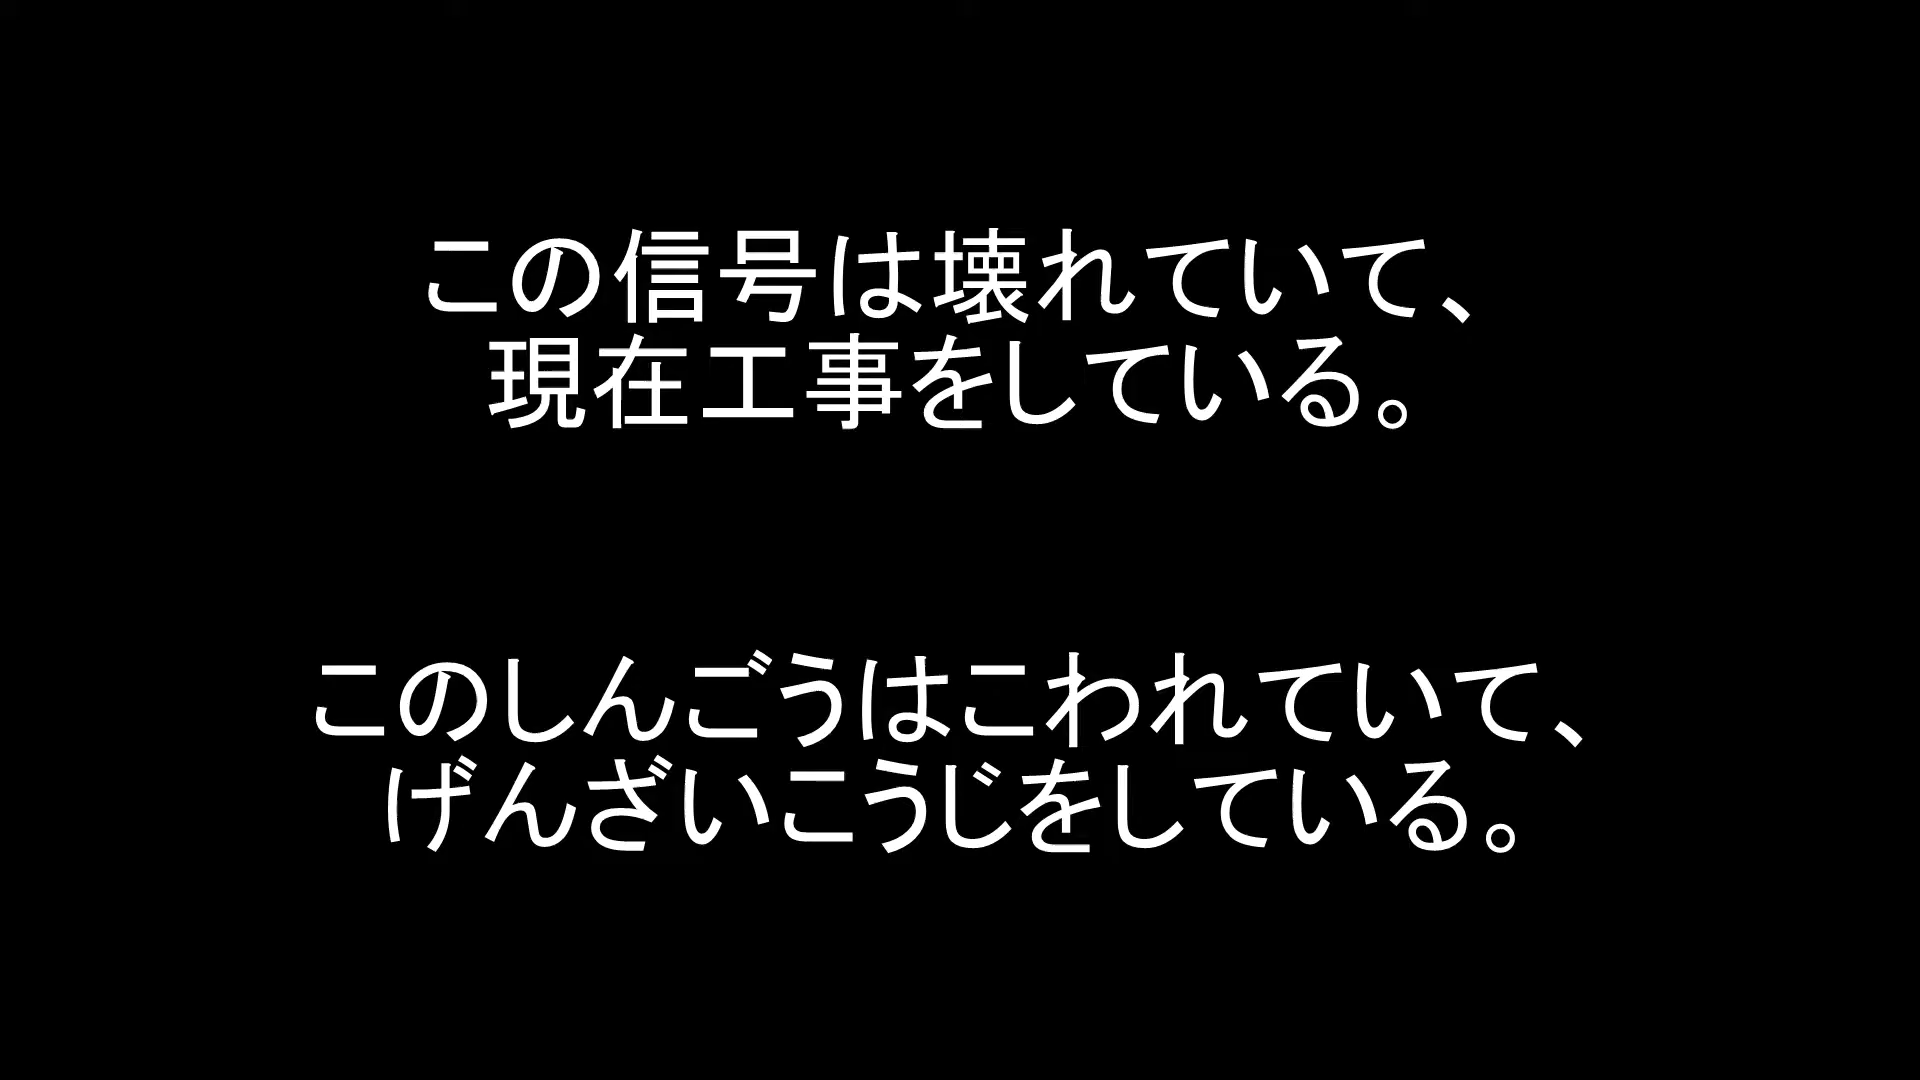 この信号は壊れていて、
現在工事をしている。
このしんごうはこわれていて、
げんざいこうじをしている。